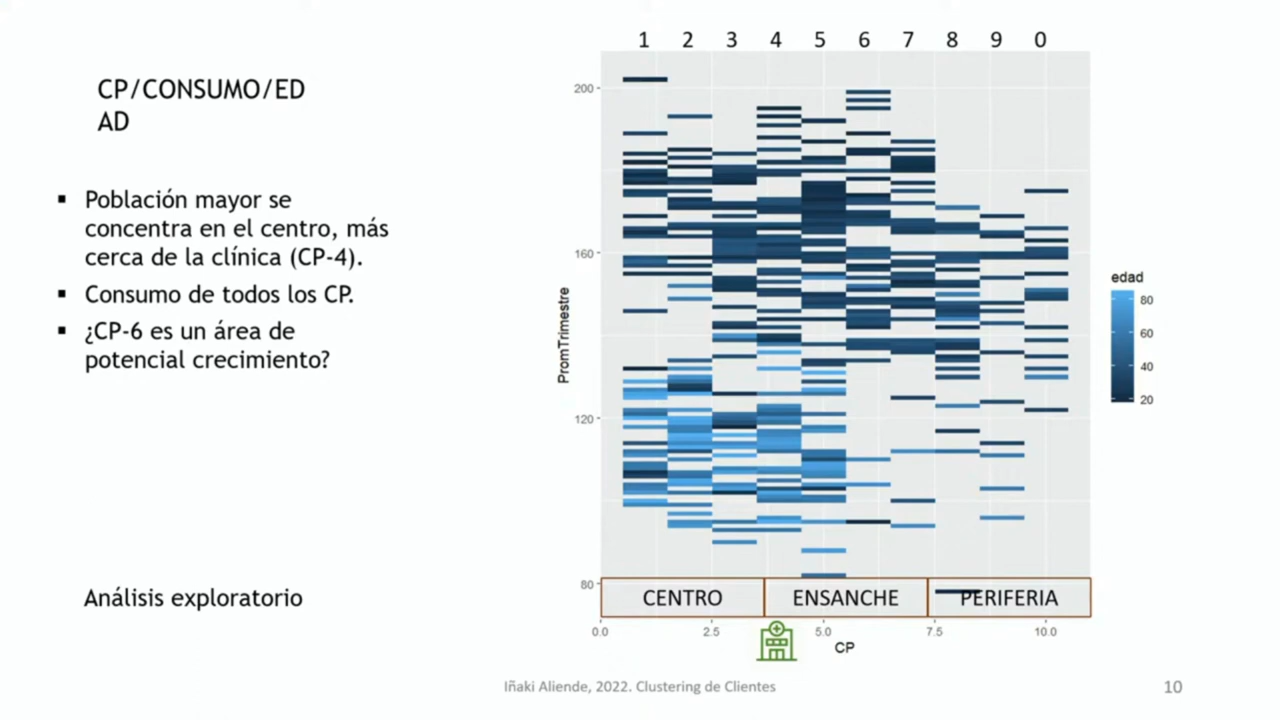 CP/CONSUMO/ED
AD
▪ Población mayor se
concentra en el centro, más
cerca de la clínica (CP-4).
▪ Consumo de todos los CP.
▪ ¿CP-6 es un área de
potencial crecimiento?
Análisis exploratorio
1 2 3 4 5 6 7 8 9 0
200
160
120
80
PromTrimestre
CENTRO ENSANCHE PERIFERIA
0.0 2.5 5.0 7.5 10.0
CP
edad
80
60
40
20
Iñaki Aliende, 2022. Clustering de Clientes
10